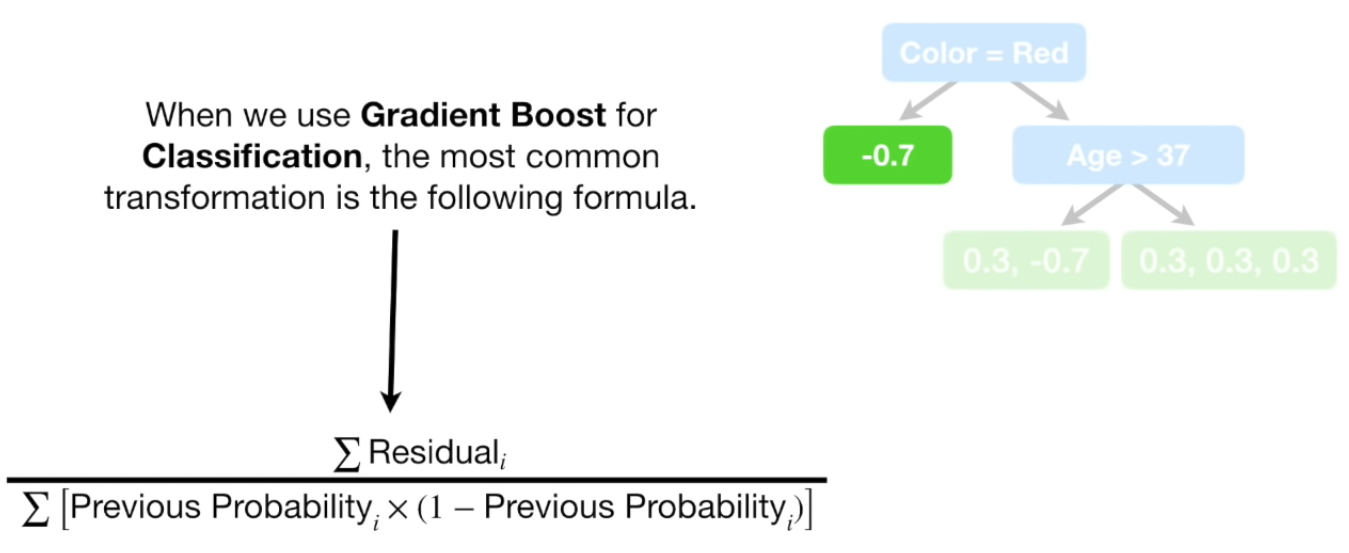 Color = Red
When we use Gradient Boost for
Classification, the most common
transformation is the following formula.
-0.7
Age > 37
0.3, -0.7
0.3, 0.3, 0.3
∑ Residualᵢ
∑ [Previous Probabilityᵢ × (1 − Previous Probabilityᵢ)]